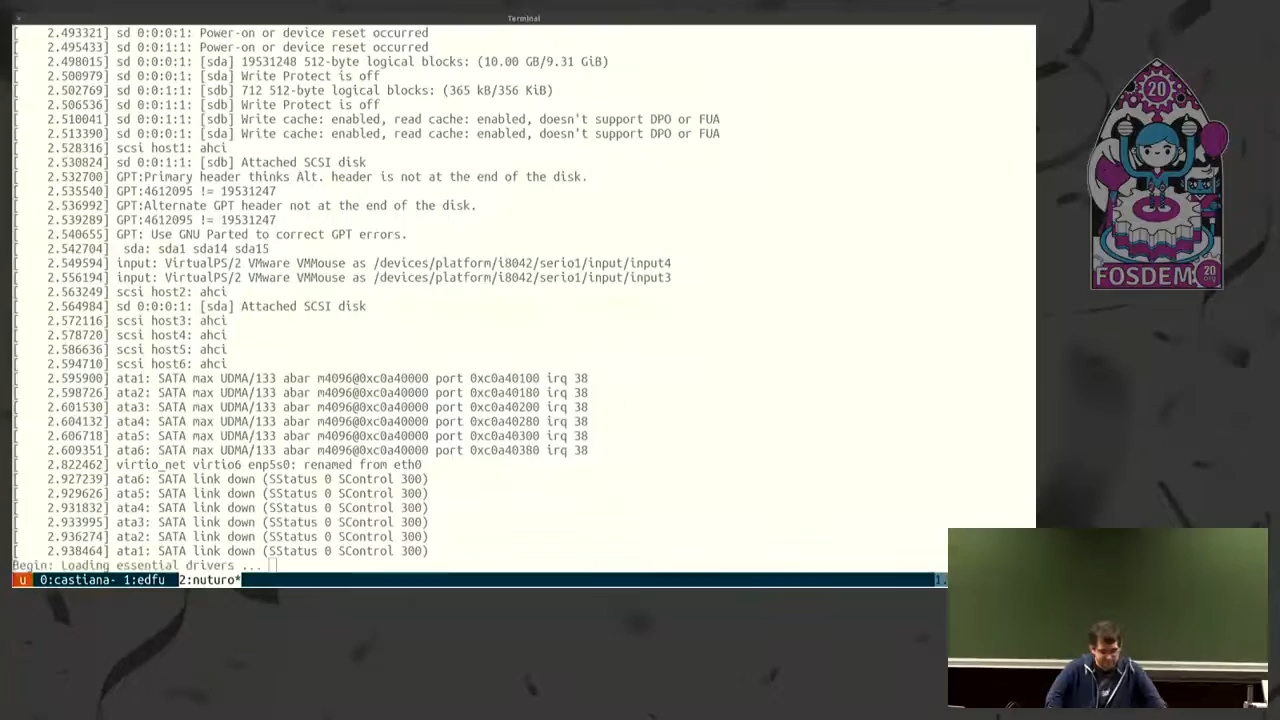 Terminal
[    2.493321] sd 0:0:0:1: Power-on or device reset occurred
[    2.495433] sd 0:0:1:1: Power-on or device reset occurred
[    2.498015] sd 0:0:0:1: [sda] 19531248 512-byte logical blocks: (10.00 GB/9.31 GiB)
[    2.500979] sd 0:0:0:1: [sda] Write Protect is off
[    2.502769] sd 0:0:1:1: [sdb] 712 512-byte logical blocks: (365 kB/356 KiB)
[    2.506536] sd 0:0:1:1: [sdb] Write Protect is off
[    2.510041] sd 0:0:1:1: [sdb] Write cache: enabled, read cache: enabled, doesn't support DPO or FUA
[    2.513390] sd 0:0:0:1: [sda] Write cache: enabled, read cache: enabled, doesn't support DPO or FUA
[    2.528316] scsi host1: ahci
[    2.530824] sd 0:0:1:1: [sdb] Attached SCSI disk
[    2.532700] GPT:Primary header thinks Alt. header is not at the end of the disk.
[    2.535540] GPT:4612095 != 19531247
[    2.536992] GPT:Alternate GPT header not at the end of the disk.
[    2.539289] GPT:4612095 != 19531247
[    2.540655] GPT: Use GNU Parted to correct GPT errors.
[    2.542704]  sda: sda1 sda14 sda15
[    2.549594] input: VirtualPS/2 VMware VMMouse as /devices/platform/i8042/serio1/input/input4
[    2.556194] input: VirtualPS/2 VMware VMMouse as /devices/platform/i8042/serio1/input/input3
[    2.563249] scsi host2: ahci
[    2.564984] sd 0:0:0:1: [sda] Attached SCSI disk
[    2.572116] scsi host3: ahci
[    2.578720] scsi host4: ahci
[    2.586636] scsi host5: ahci
[    2.594710] scsi host6: ahci
[    2.595900] ata1: SATA max UDMA/133 abar m4096@0xc0a40000 port 0xc0a40100 irq 38
[    2.598726] ata2: SATA max UDMA/133 abar m4096@0xc0a40000 port 0xc0a40180 irq 38
[    2.601530] ata3: SATA max UDMA/133 abar m4096@0xc0a40000 port 0xc0a40200 irq 38
[    2.604132] ata4: SATA max UDMA/133 abar m4096@0xc0a40000 port 0xc0a40280 irq 38
[    2.606718] ata5: SATA max UDMA/133 abar m4096@0xc0a40000 port 0xc0a40300 irq 38
[    2.609351] ata6: SATA max UDMA/133 abar m4096@0xc0a40000 port 0xc0a40380 irq 38
[    2.822462] virtio_net virtio6 enp5s0: renamed from eth0
[    2.927239] ata6: SATA link down (SStatus 0 SControl 300)
[    2.929626] ata5: SATA link down (SStatus 0 SControl 300)
[    2.931832] ata4: SATA link down (SStatus 0 SControl 300)
[    2.933995] ata3: SATA link down (SStatus 0 SControl 300)
[    2.936274] ata2: SATA link down (SStatus 0 SControl 300)
[    2.938464] ata1: SATA link down (SStatus 0 SControl 300)
Begin: Loading essential drivers ...
u 0:castiana- 1:edfu 2:nuturo* 1.
20
FOSDEM 20
.org